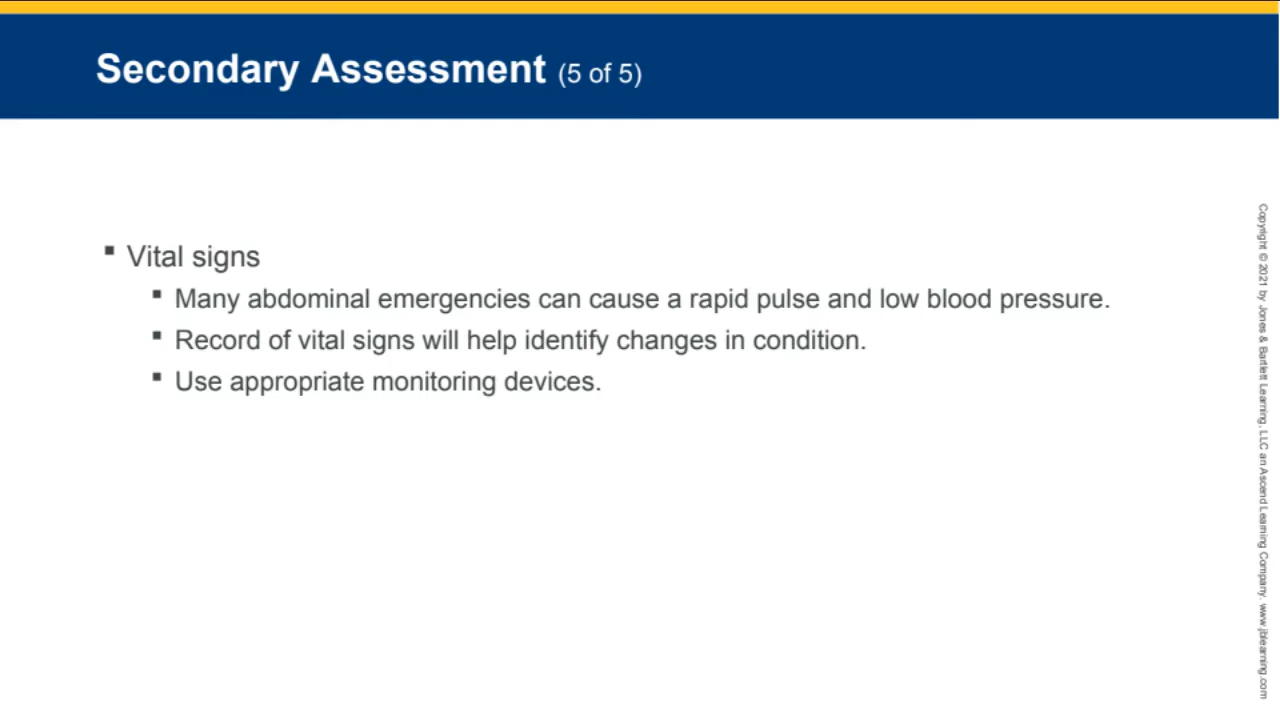 Secondary Assessment (5 of 5)
▪ Vital signs
▪ Many abdominal emergencies can cause a rapid pulse and low blood pressure.
▪ Record of vital signs will help identify changes in condition.
▪ Use appropriate monitoring devices.
Copyright © 2021 by Jones & Bartlett Learning, LLC an Ascend Learning Company. www.jblearning.com